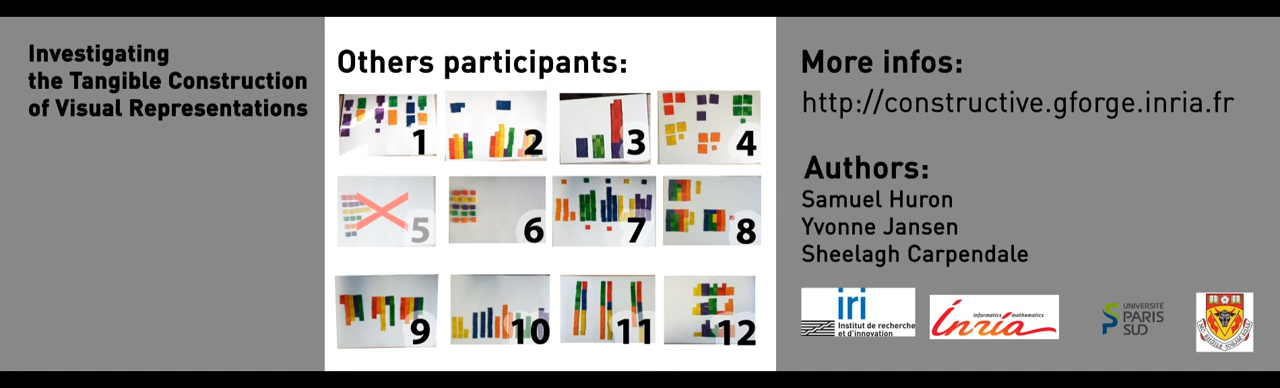 Investigating
the Tangible Construction
of Visual Representations
Others participants:
1
2
3
4
5
6
7
8
9
10
11
12
More infos:
http://constructive.gforge.inria.fr
Authors:
Samuel Huron
Yvonne Jansen
Sheelagh Carpendale
iri
Institut de recherche
et d'innovation
informatics mathematics
inria
UNIVERSITÉ
PARIS
SUD